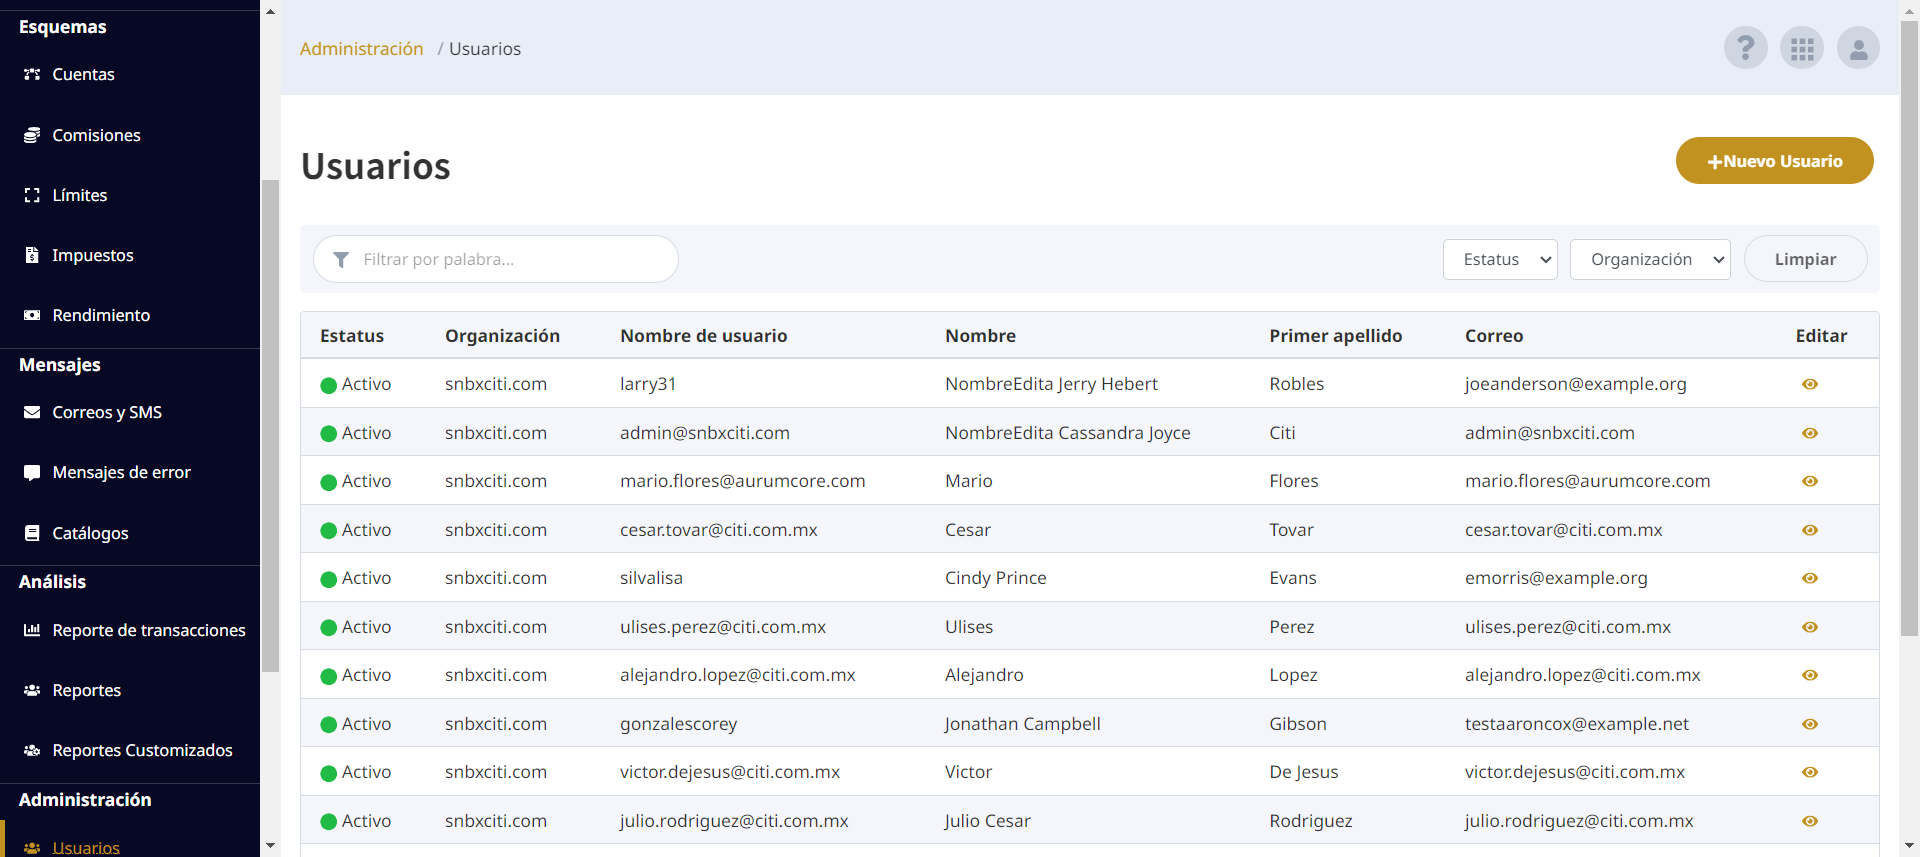 Esquemas
Cuentas
Comisiones
Límites
Impuestos
Rendimiento
Mensajes
Correos y SMS
Mensajes de error
Catálogos
Análisis
Reporte de transacciones
Reportes
Reportes Customizados
Administración
Usuarios
Administración / Usuarios
?
Usuarios
+Nuevo Usuario
Filtrar por palabra...
Estatus
Organización
Limpiar
Estatus Organización Nombre de usuario Nombre Primer apellido Correo Editar
Activo snbxciti.com larry31 NombreEdita Jerry Hebert Robles joeanderson@example.org
Activo snbxciti.com admin@snbxciti.com NombreEdita Cassandra Joyce Citi admin@snbxciti.com
Activo snbxciti.com mario.flores@aurumcore.com Mario Flores mario.flores@aurumcore.com
Activo snbxciti.com cesar.tovar@citi.com.mx Cesar Tovar cesar.tovar@citi.com.mx
Activo snbxciti.com silvalisa Cindy Prince Evans emorris@example.org
Activo snbxciti.com ulises.perez@citi.com.mx Ulises Perez ulises.perez@citi.com.mx
Activo snbxciti.com alejandro.lopez@citi.com.mx Alejandro Lopez alejandro.lopez@citi.com.mx
Activo snbxciti.com gonzalescorey Jonathan Campbell Gibson testaaroncox@example.net
Activo snbxciti.com victor.dejesus@citi.com.mx Victor De Jesus victor.dejesus@citi.com.mx
Activo snbxciti.com julio.rodriguez@citi.com.mx Julio Cesar Rodriguez julio.rodriguez@citi.com.mx